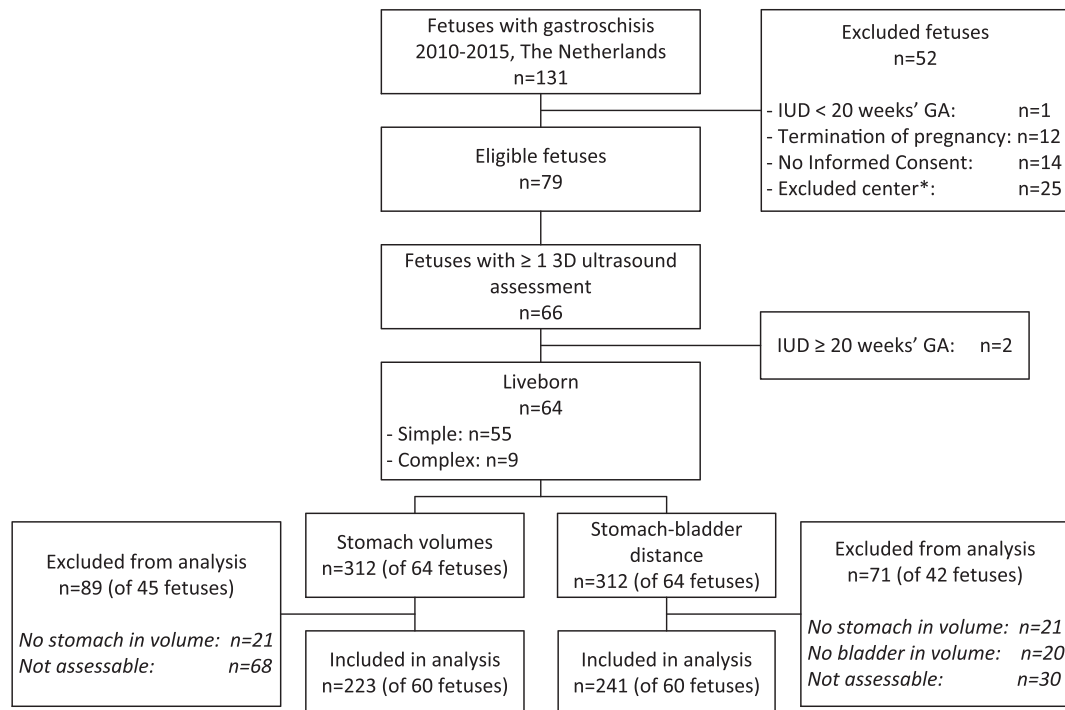 Fetuses with gastroschisis
2010-2015, The Netherlands
n=131
Excluded fetuses
n=52
- IUD < 20 weeks’ GA: n=1
- Termination of pregnancy: n=12
- No Informed Consent: n=14
- Excluded center*: n=25
Eligible fetuses
n=79
Fetuses with ≥ 1 3D ultrasound
assessment
n=66
IUD ≥ 20 weeks’ GA: n=2
Liveborn
n=64
- Simple: n=55
- Complex: n=9
Excluded from analysis
n=89 (of 45 fetuses)
No stomach in volume: n=21
Not assessable: n=68
Stomach volumes
n=312 (of 64 fetuses)
Stomach-bladder
distance
n=312 (of 64 fetuses)
Excluded from analysis
n=71 (of 42 fetuses)
No stomach in volume: n=21
No bladder in volume: n=20
Not assessable: n=30
Included in analysis
n=223 (of 60 fetuses)
Included in analysis
n=241 (of 60 fetuses)